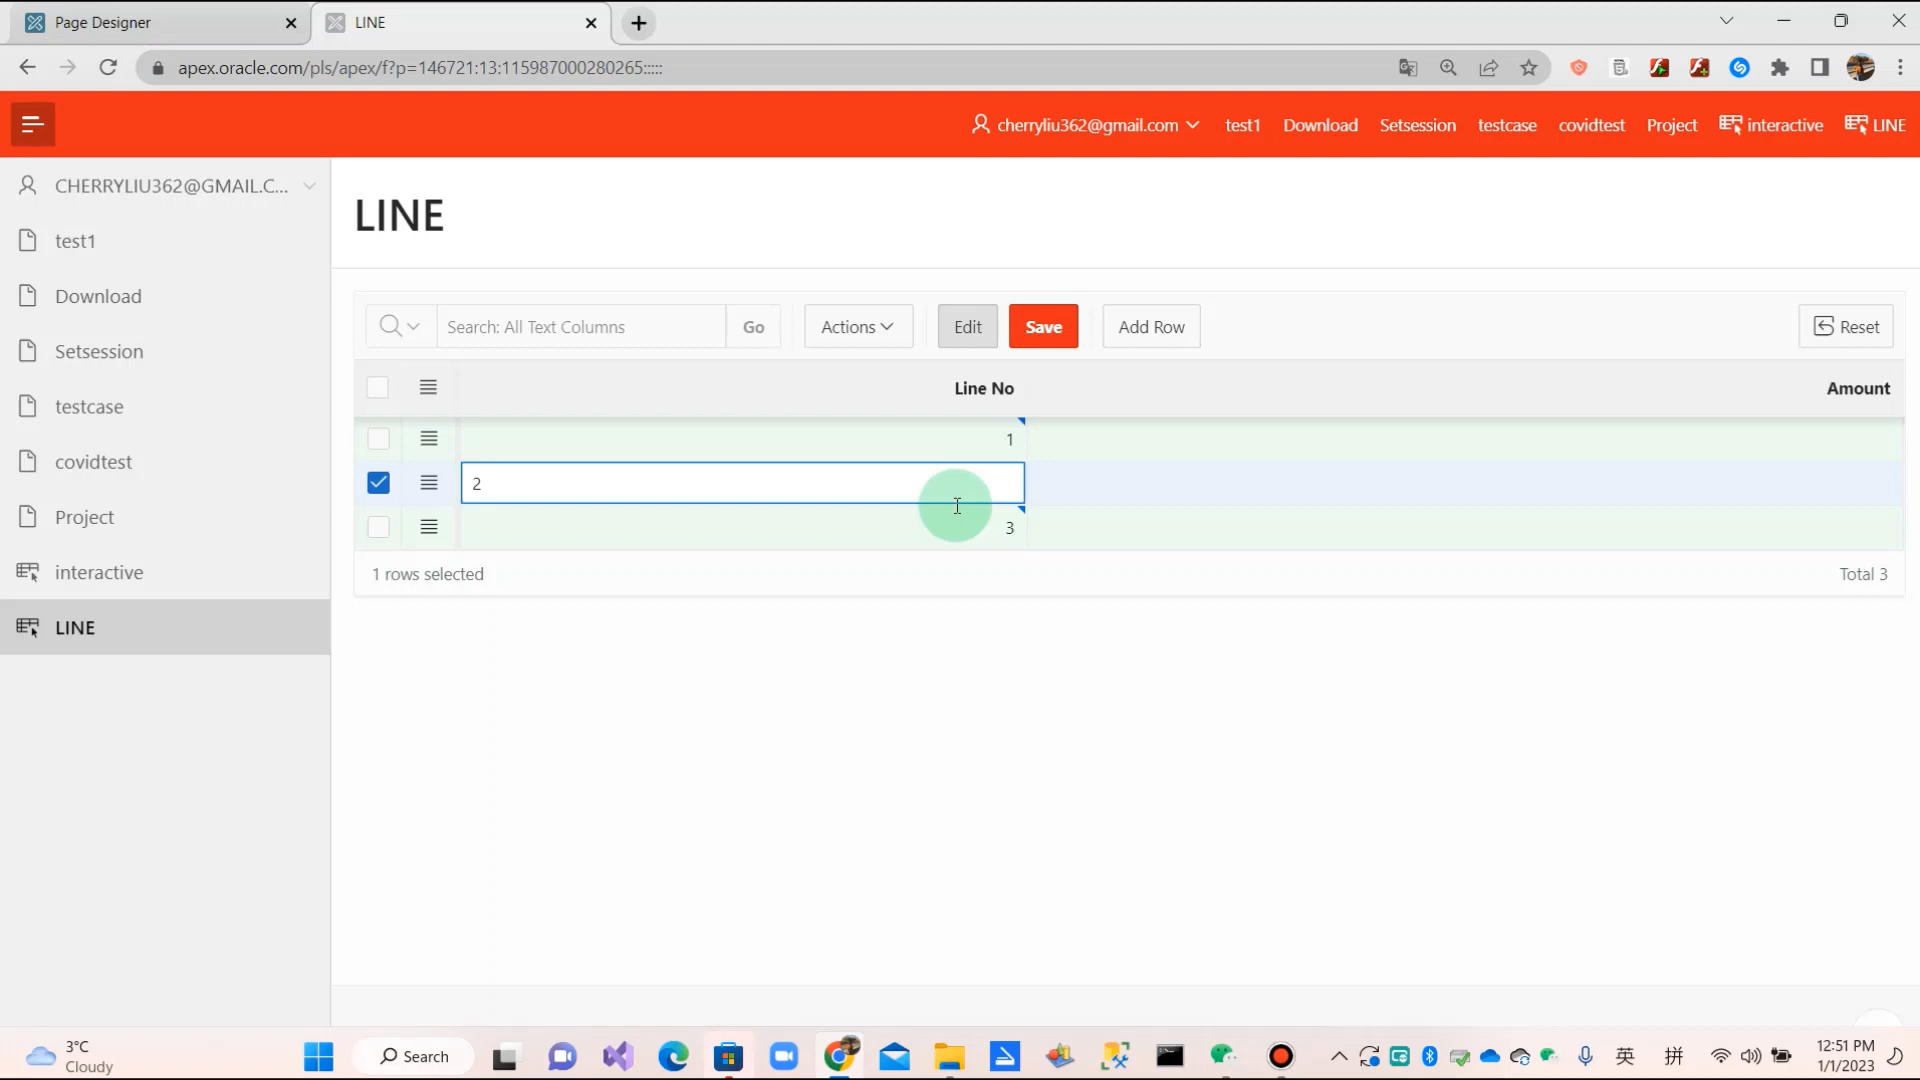 Page Designer
LINE
apex.oracle.com/pls/apex/f?p=146721:13:115987000280265:::::
cherryliu362@gmail.com
test1
Download
Setsession
testcase
covidtest
Project
interactive
LINE
CHERRYLIU362@GMAIL.C...
test1
Download
Setsession
testcase
covidtest
Project
interactive
LINE
LINE
Search: All Text Columns
Go
Actions
Edit
Save
Add Row
Reset
Line No
Amount
1
2
3
1 rows selected
Total 3
3°C
Cloudy
Search
英
拼
12:51 PM
1/1/2023